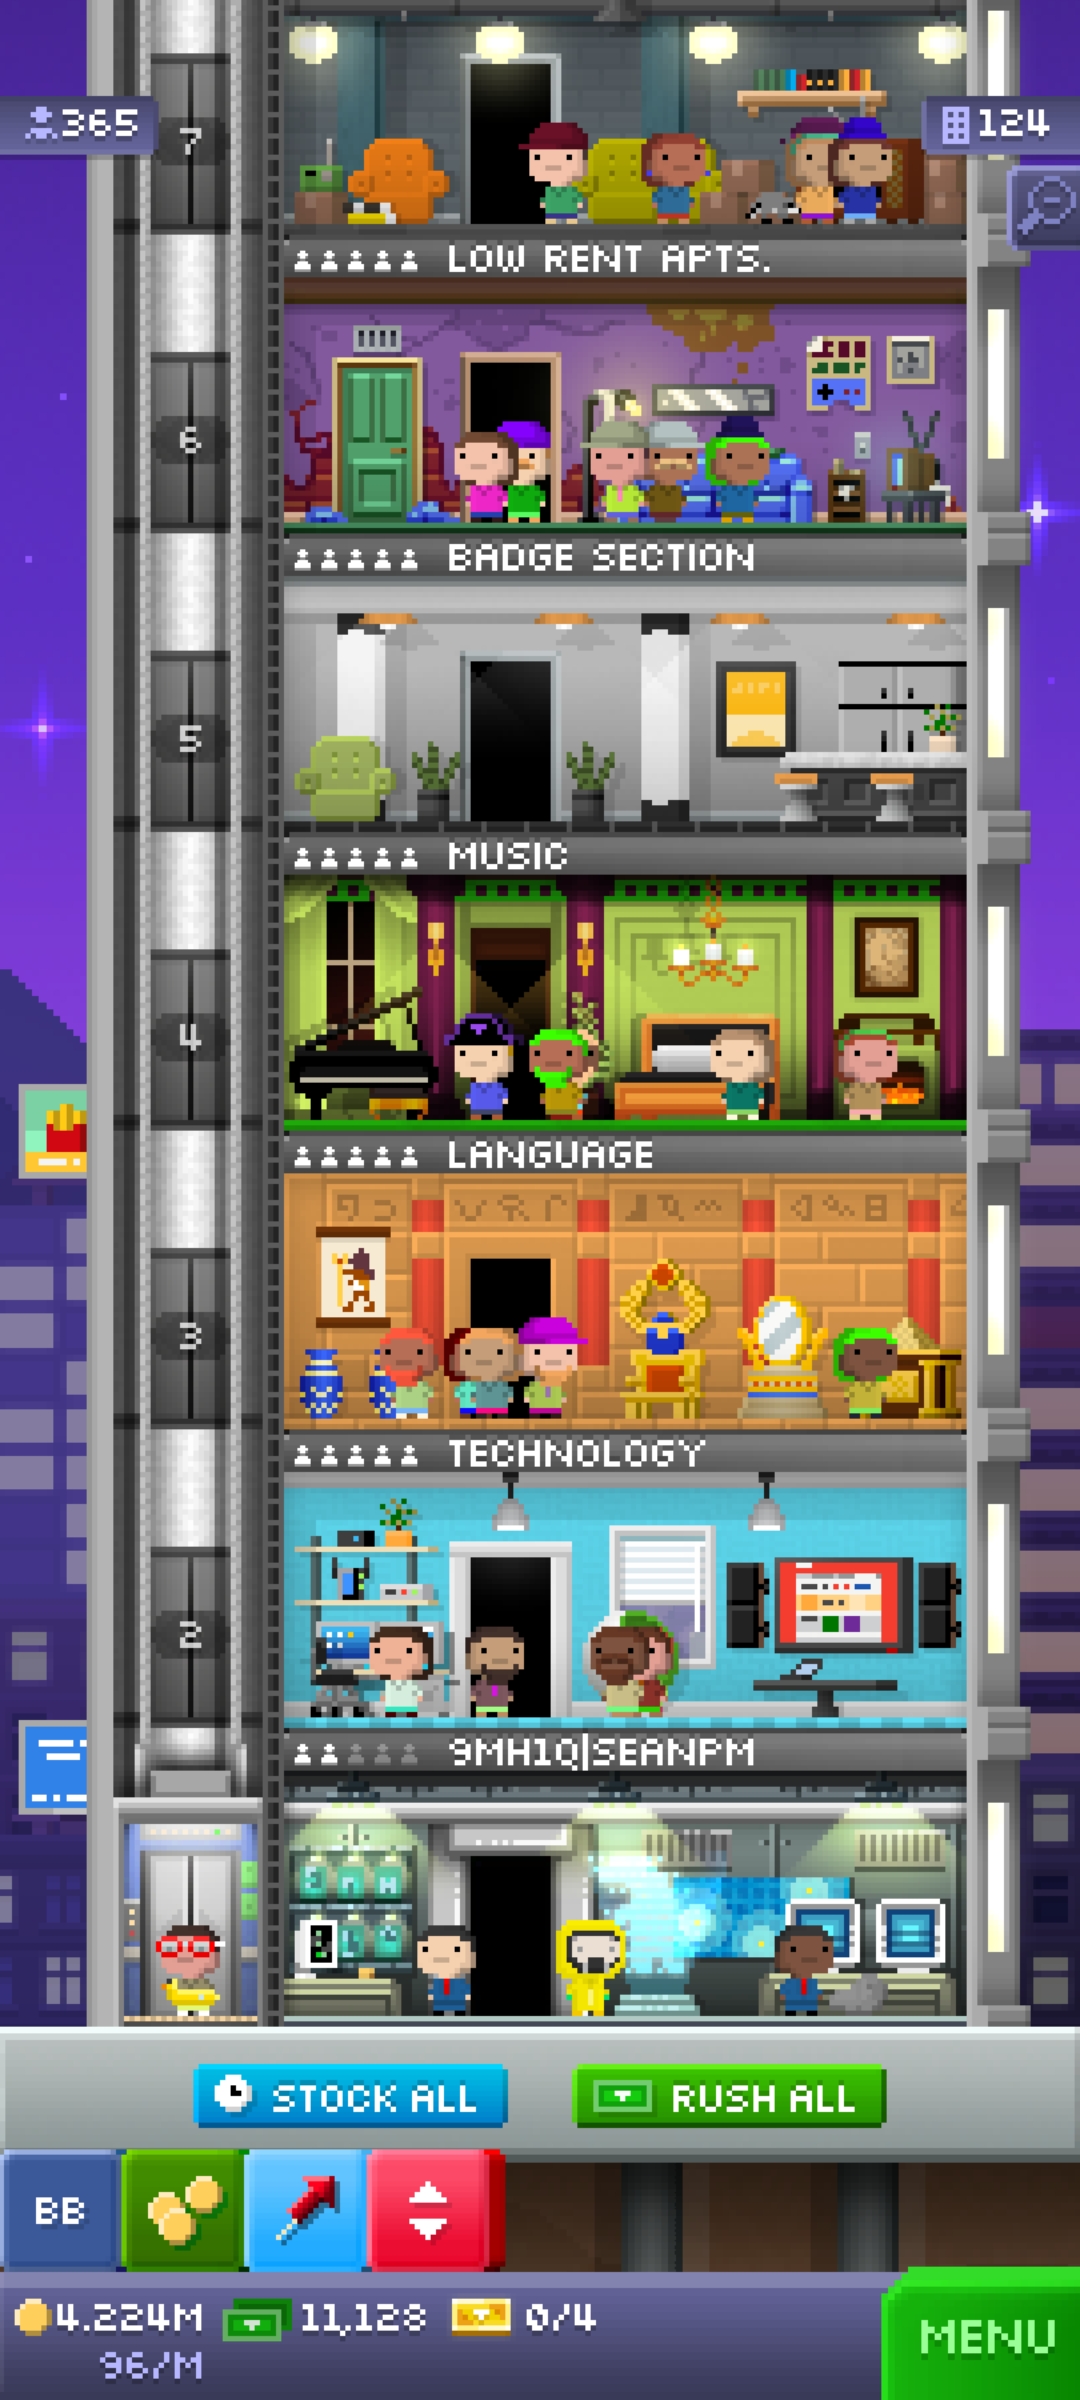 365
124
7
LOW RENT APTS.
6
BADGE SECTION
5
MUSIC
4
LANGUAGE
3
TECHNOLOGY
2
9MH1Q|SEANPM
STOCK ALL
RUSH ALL
BB
4.224M
11,128
0/4
96/M
MENU